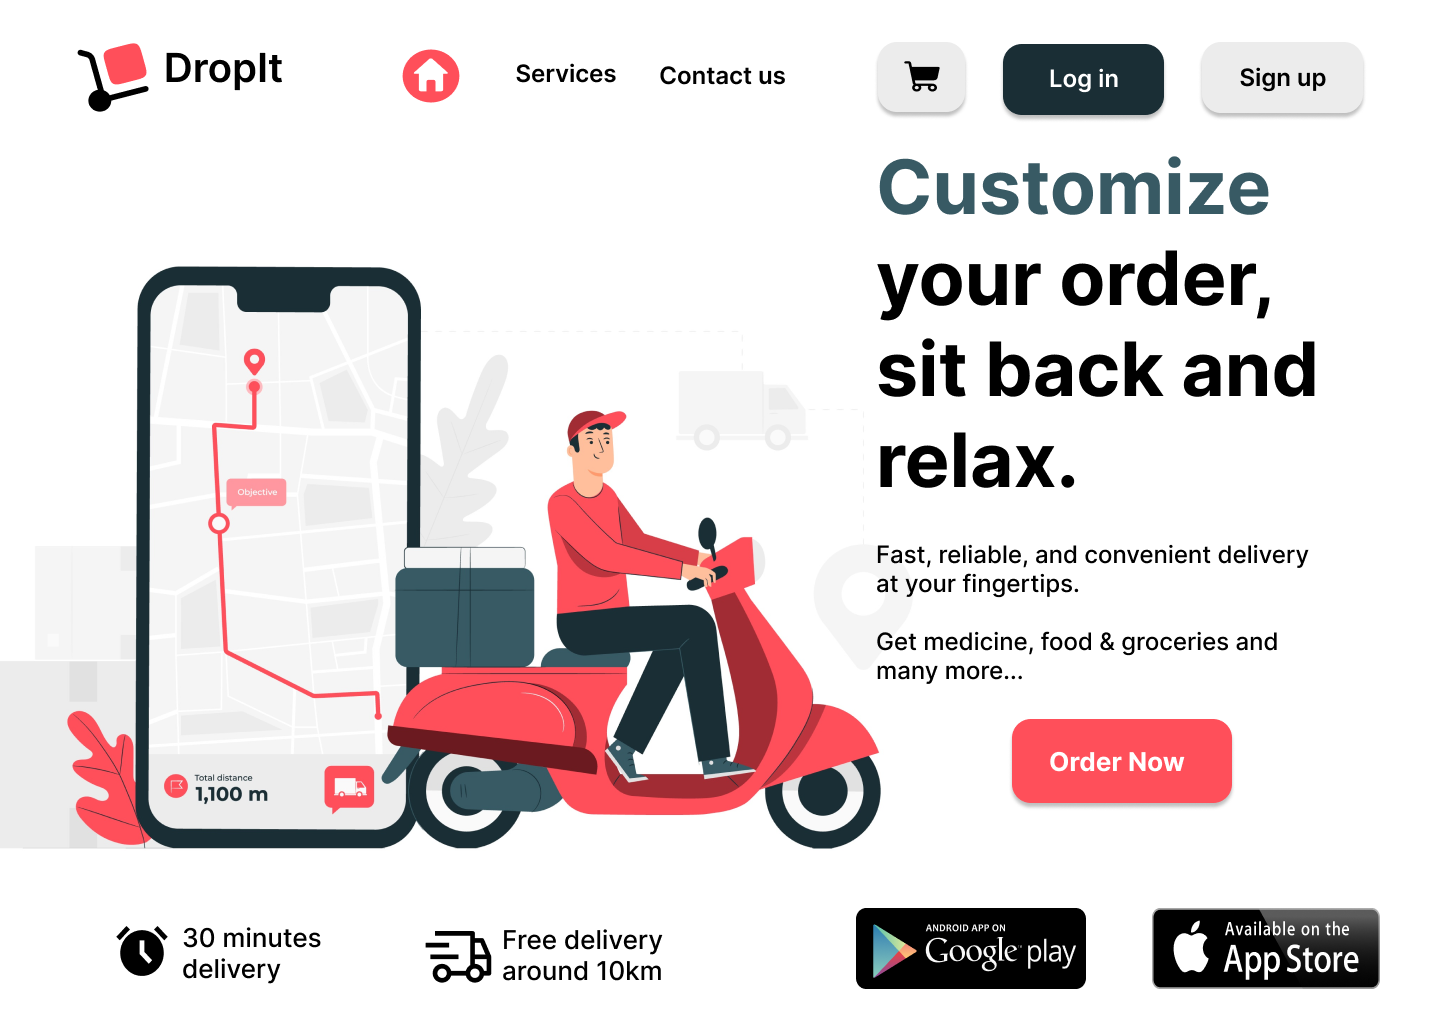 DropIt
Services
Contact us
Log in
Sign up
Customize
your order,
sit back and
relax.
Objective
Fast, reliable, and convenient delivery
at your fingertips.
Get medicine, food & groceries and
many more...
Total distance
1,100 m
Order Now
30 minutes
delivery
Free delivery
around 10km
ANDROID APP ON
Google play
Available on the
App Store